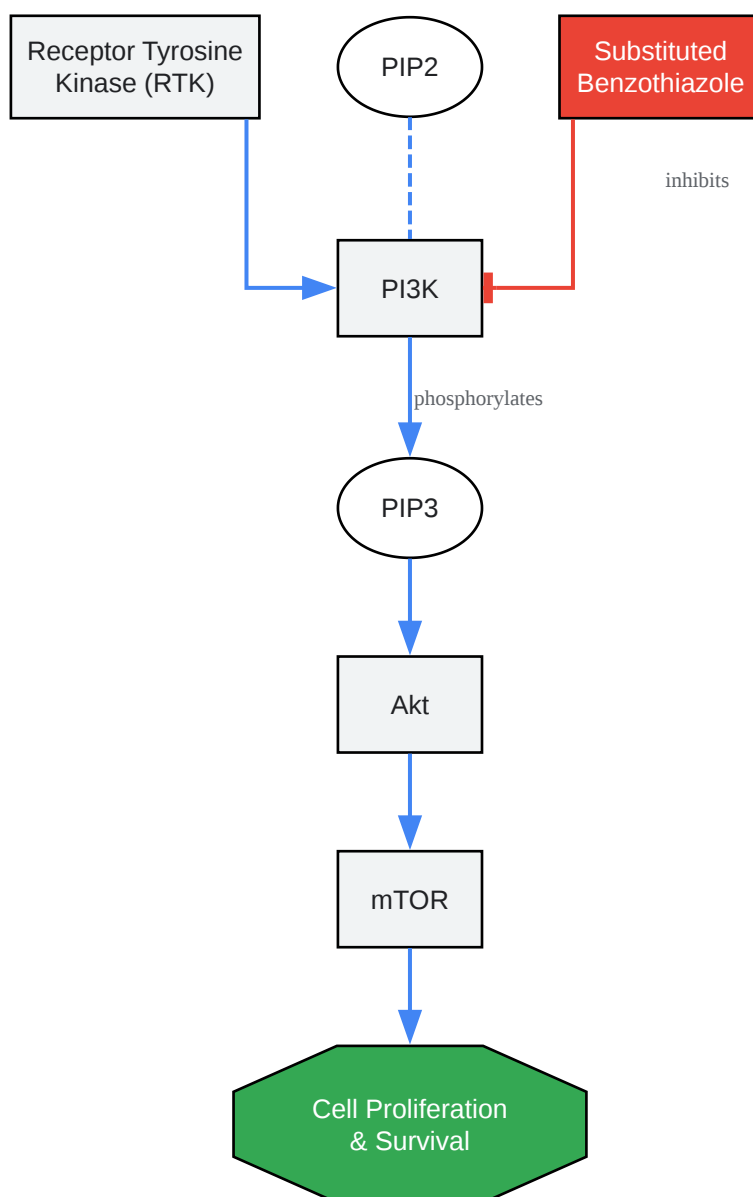 Receptor Tyrosine
Kinase (RTK)
PIP2
Substituted
Benzothiazole
inhibits
PI3K
phosphorylates
PIP3
Akt
mTOR
Cell Proliferation
& Survival